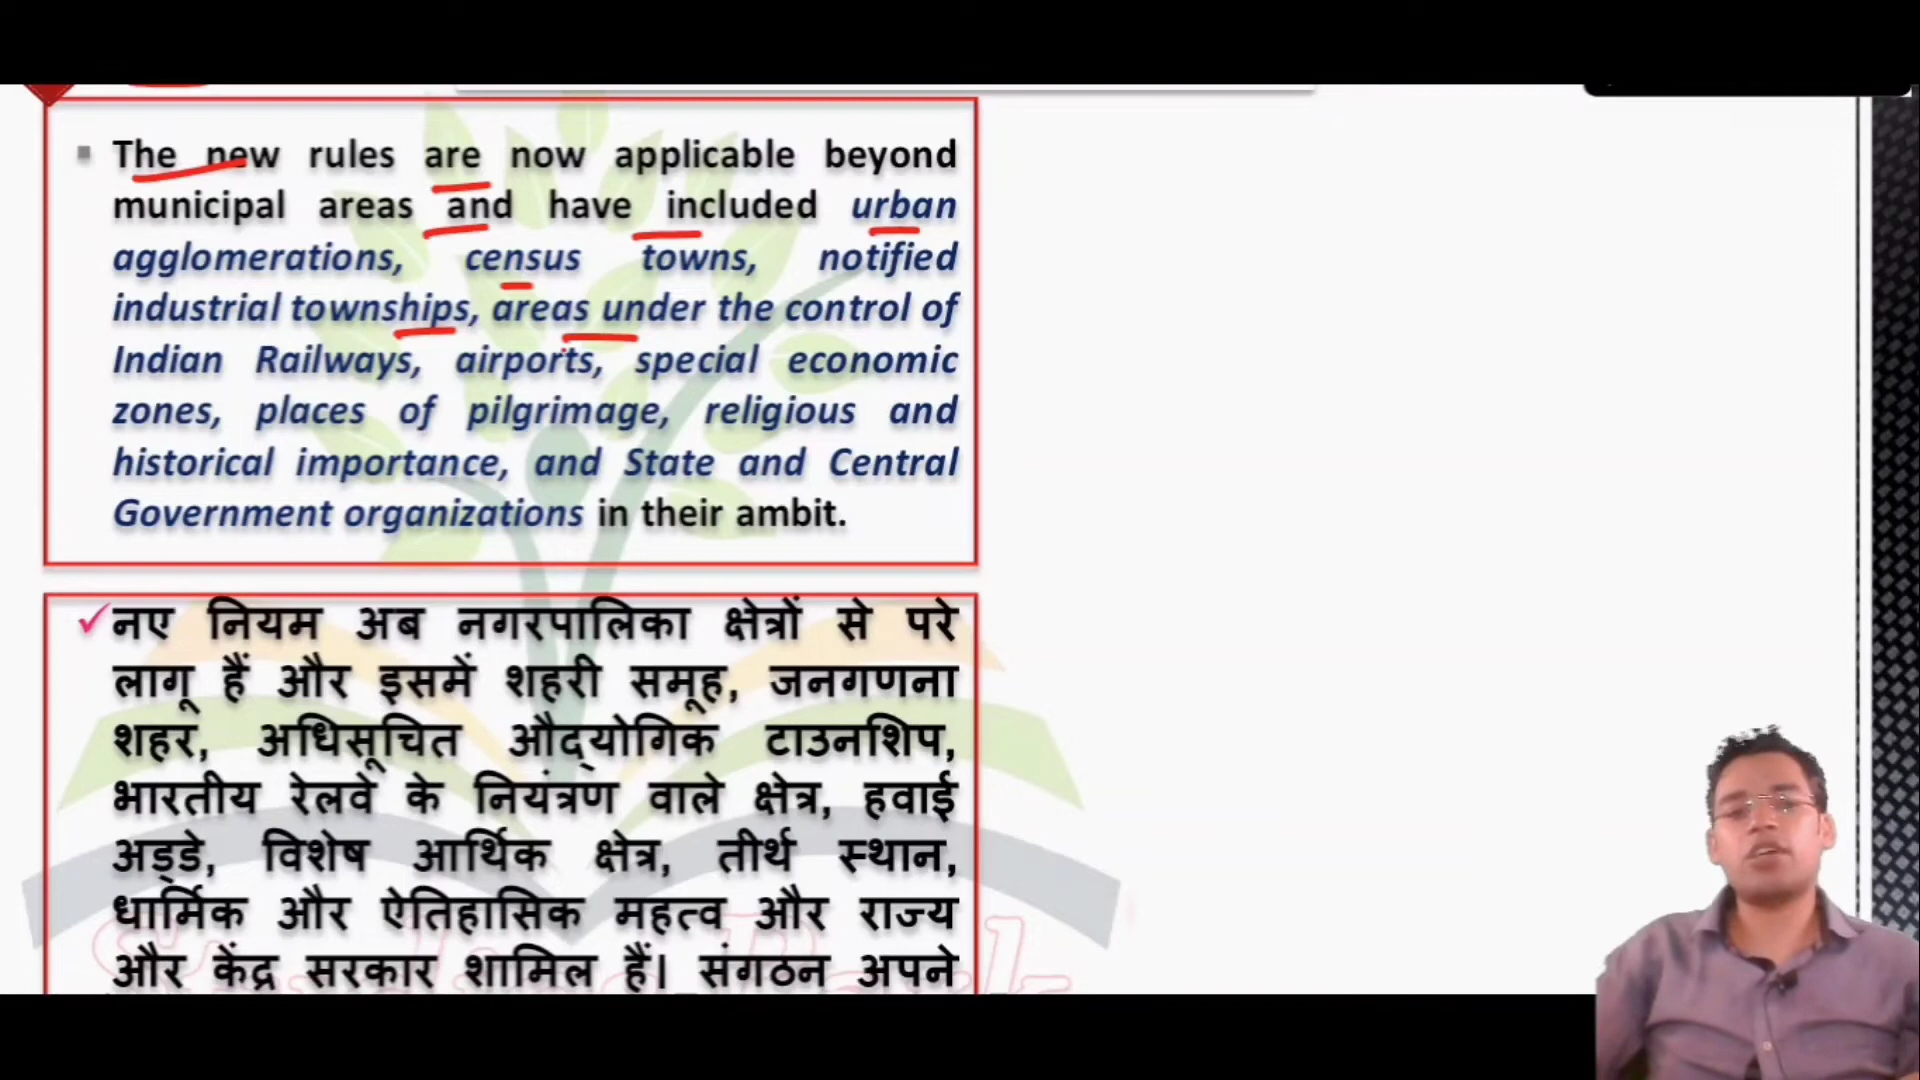 The new rules are now applicable beyond
municipal areas and have included urban
agglomerations, census towns, notified
industrial townships, areas under the control of
Indian Railways, airports, special economic
zones, places of pilgrimage, religious and
historical importance, and State and Central
Government organizations in their ambit.
नए नियम अब नगरपालिका क्षेत्रों से परे
लागू हैं और इसमें शहरी समूह, जनगणना
शहर, अधिसूचित औद्योगिक टाउनशिप,
भारतीय रेलवे के नियंत्रण वाले क्षेत्र, हवाई
अड्डे, विशेष आर्थिक क्षेत्र, तीर्थ स्थान,
धार्मिक और ऐतिहासिक महत्व और राज्य
और केंद्र सरकार शामिल हैं। संगठन अपने